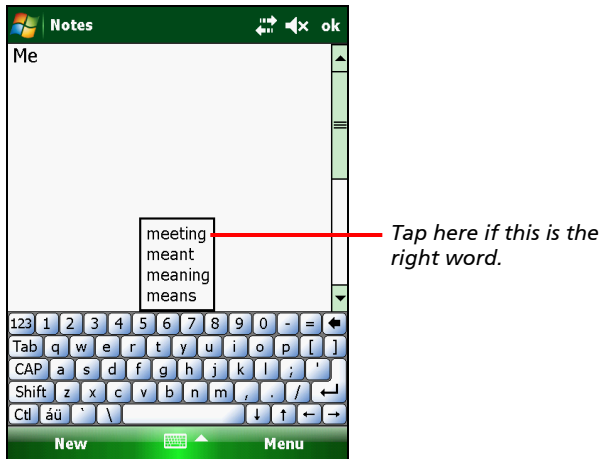 Notes ok
Me
meeting
meant
meaning
means
Tap here if this is the
right word.
123 1 2 3 4 5 6 7 8 9 0 - = 
Tab q w e r t y u i o p [ ]
CAP a s d f g h j k l ; '
Shift z x c v b n m , . / ↵
Ctl áü ` \ ↓ ↑ ← →
New Menu